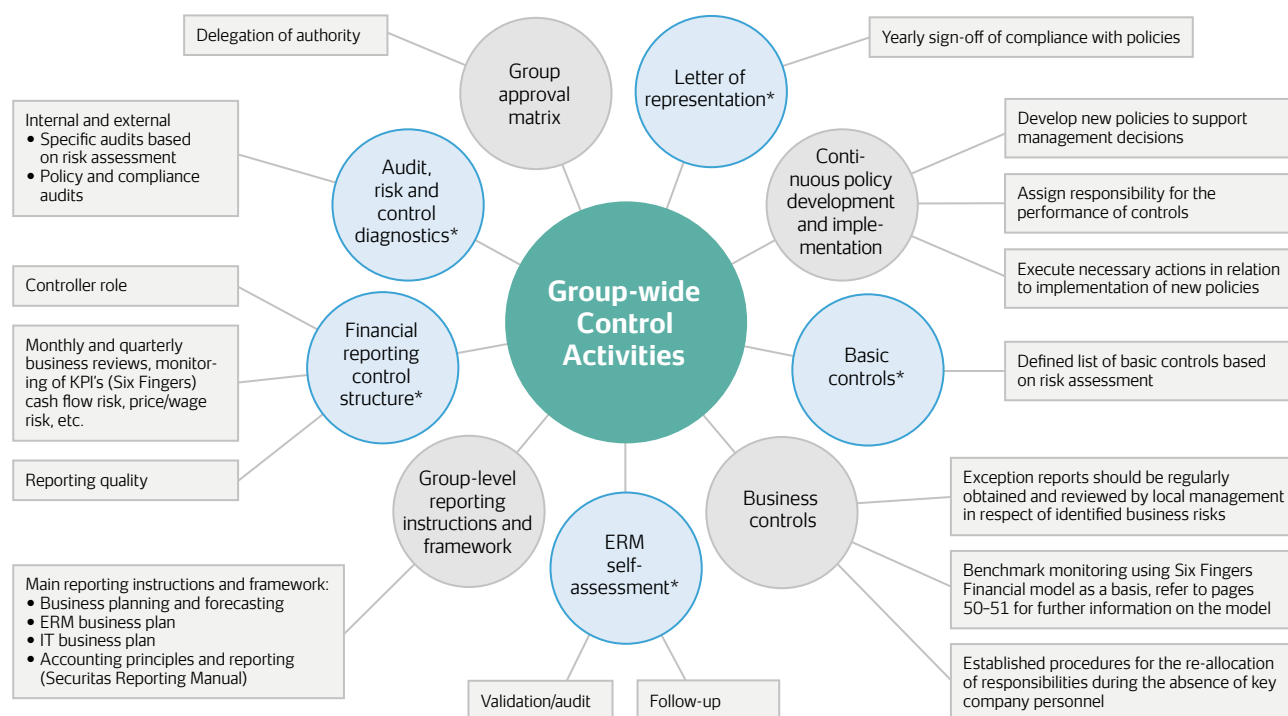 Delegation of authority
Group
approval
matrix
Letter of
representation*
Yearly sign-off of compliance with policies
Internal and external
• Specific audits based
on risk assessment
• Policy and compliance
audits
Audit,
risk and
control
diagnostics*
Conti-
nuous policy
development
and imple-
mentation
Develop new policies to support
management decisions
Assign responsibility for the
performance of controls
Execute necessary actions in relation
to implementation of new policies
Group-wide
Control
Activities
Controller role
Monthly and quarterly
business reviews, monitor-
ing of KPI's (Six Fingers)
cash flow risk, price/wage
risk, etc.
Reporting quality
Financial
reporting
control
structure*
Basic
controls*
Defined list of basic controls based
on risk assessment
Group-level
reporting
instructions and
framework
Main reporting instructions and framework:
• Business planning and forecasting
• ERM business plan
• IT business plan
• Accounting principles and reporting
(Securitas Reporting Manual)
ERM
self-
assessment*
Validation/audit
Follow-up
Business
controls
Exception reports should be regularly
obtained and reviewed by local management
in respect of identified business risks
Benchmark monitoring using Six Fingers
Financial model as a basis, refer to pages
50–51 for further information on the model
Established procedures for the re-allocation
of responsibilities during the absence of key
company personnel